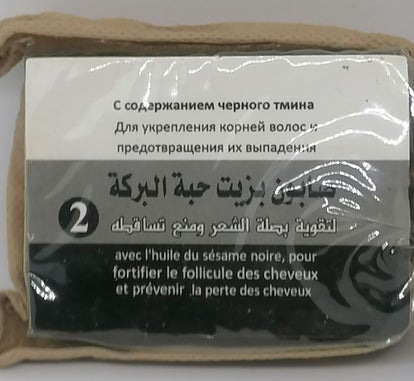 С содержанием черного тмина
Для укрепления корней волос и
предотвращения их выпадения
صابون بزيت حبة البركة
2
لتقوية بصلة الشعر ومنع تساقطه
avec l'huile du sésame noire, pour
fortifier le follicule des cheveux
et prévenir la perte des cheveux